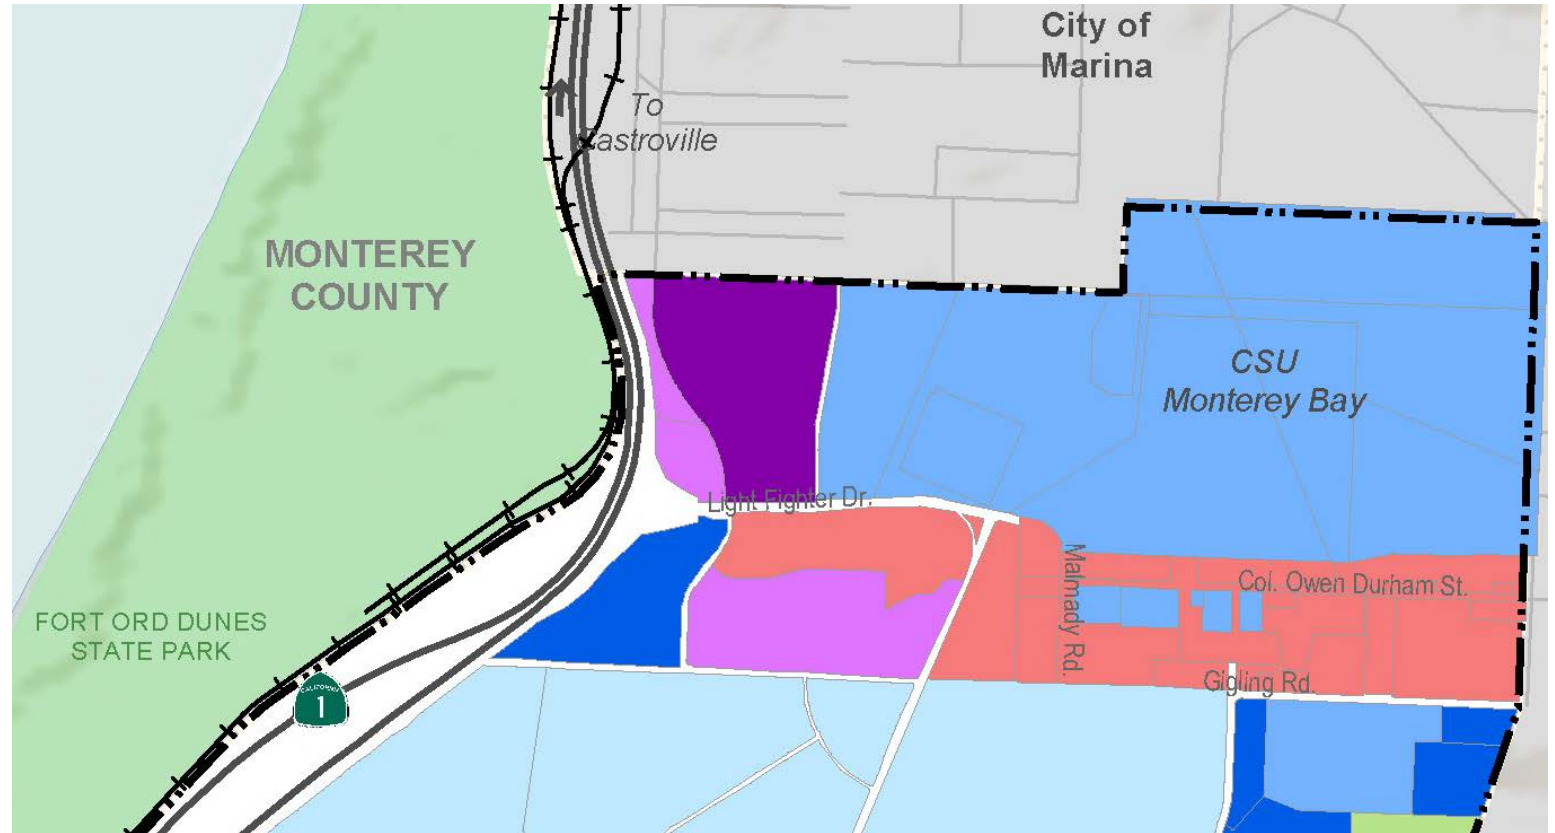 City of
Marina
To
Castroville
MONTEREY
COUNTY
CSU
Monterey Bay
Light Fighter Dr.
Malmady Rd.
Col. Owen Durham St.
FORT ORD DUNES
STATE PARK
Gigling Rd.
CALIFORNIA
1